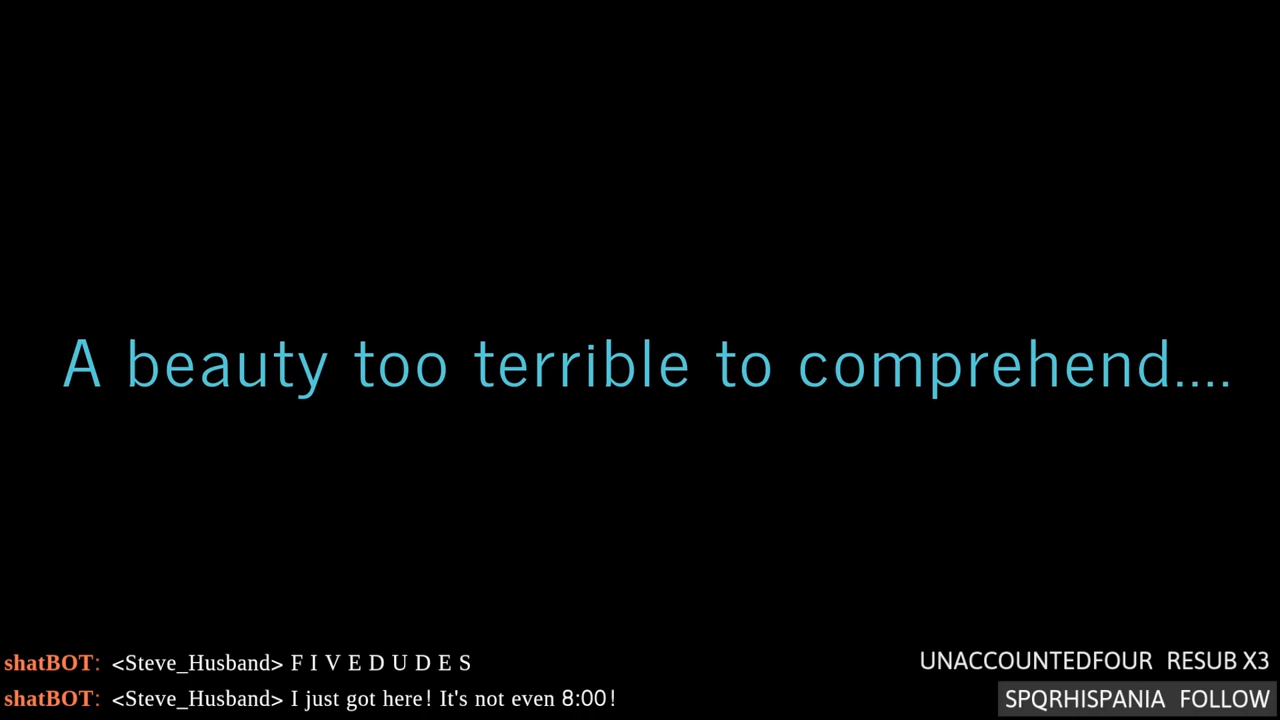 A beauty too terrible to comprehend....
shatBOT: <Steve_Husband> F I V E D U D E S
UNACCOUNTEDFOUR RESUB X3
shatBOT: <Steve_Husband> I just got here! It's not even 8:00!
SPQRHISPANIA FOLLOW